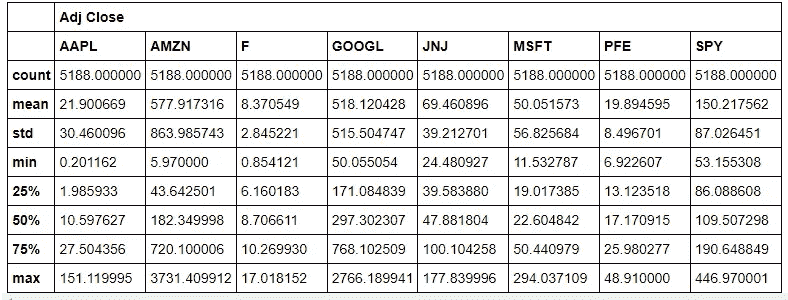 Adj Close
AAPL AMZN F GOOGL JNJ MSFT PFE SPY
count 5188.000000 5188.000000 5188.000000 5188.000000 5188.000000 5188.000000 5188.000000 5188.000000
mean 21.900669 577.917316 8.370549 518.120428 69.460896 50.051573 19.894595 150.217562
std 30.460096 863.985743 2.845221 515.504747 39.212701 56.825684 8.496701 87.026451
min 0.201162 5.970000 0.854121 50.055054 24.480927 11.532787 6.922607 53.155308
25% 1.985933 43.642501 6.160183 171.084839 39.583880 19.017385 13.123518 86.088608
50% 10.597627 182.349998 8.706611 297.302307 47.881804 22.604842 17.170915 109.507298
75% 27.504356 720.100006 10.269930 768.102509 100.104258 50.440979 25.980277 190.648849
max 151.119995 3731.409912 17.018152 2766.189941 177.839996 294.037109 48.910000 446.970001